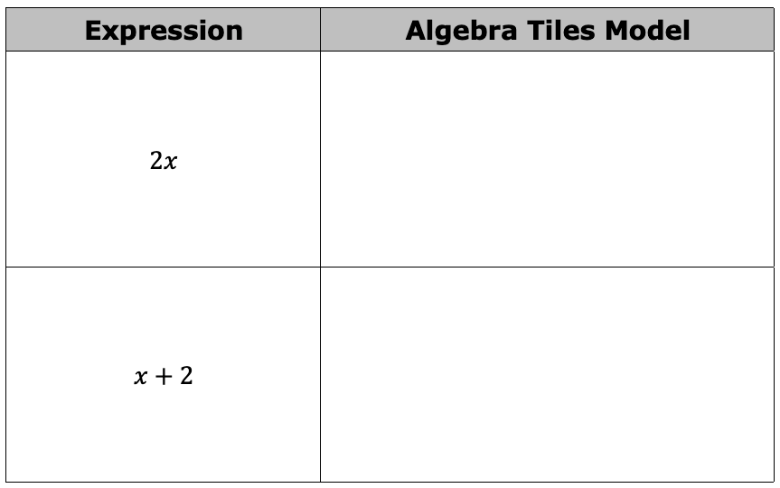 Expression Algebra Tiles Model
2𝑥
𝑥 + 2